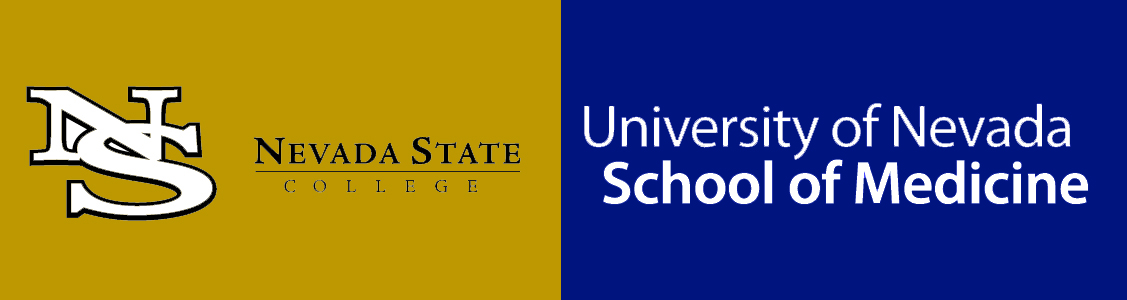 NS
NEVADA STATE
COLLEGE
University of Nevada
School of Medicine